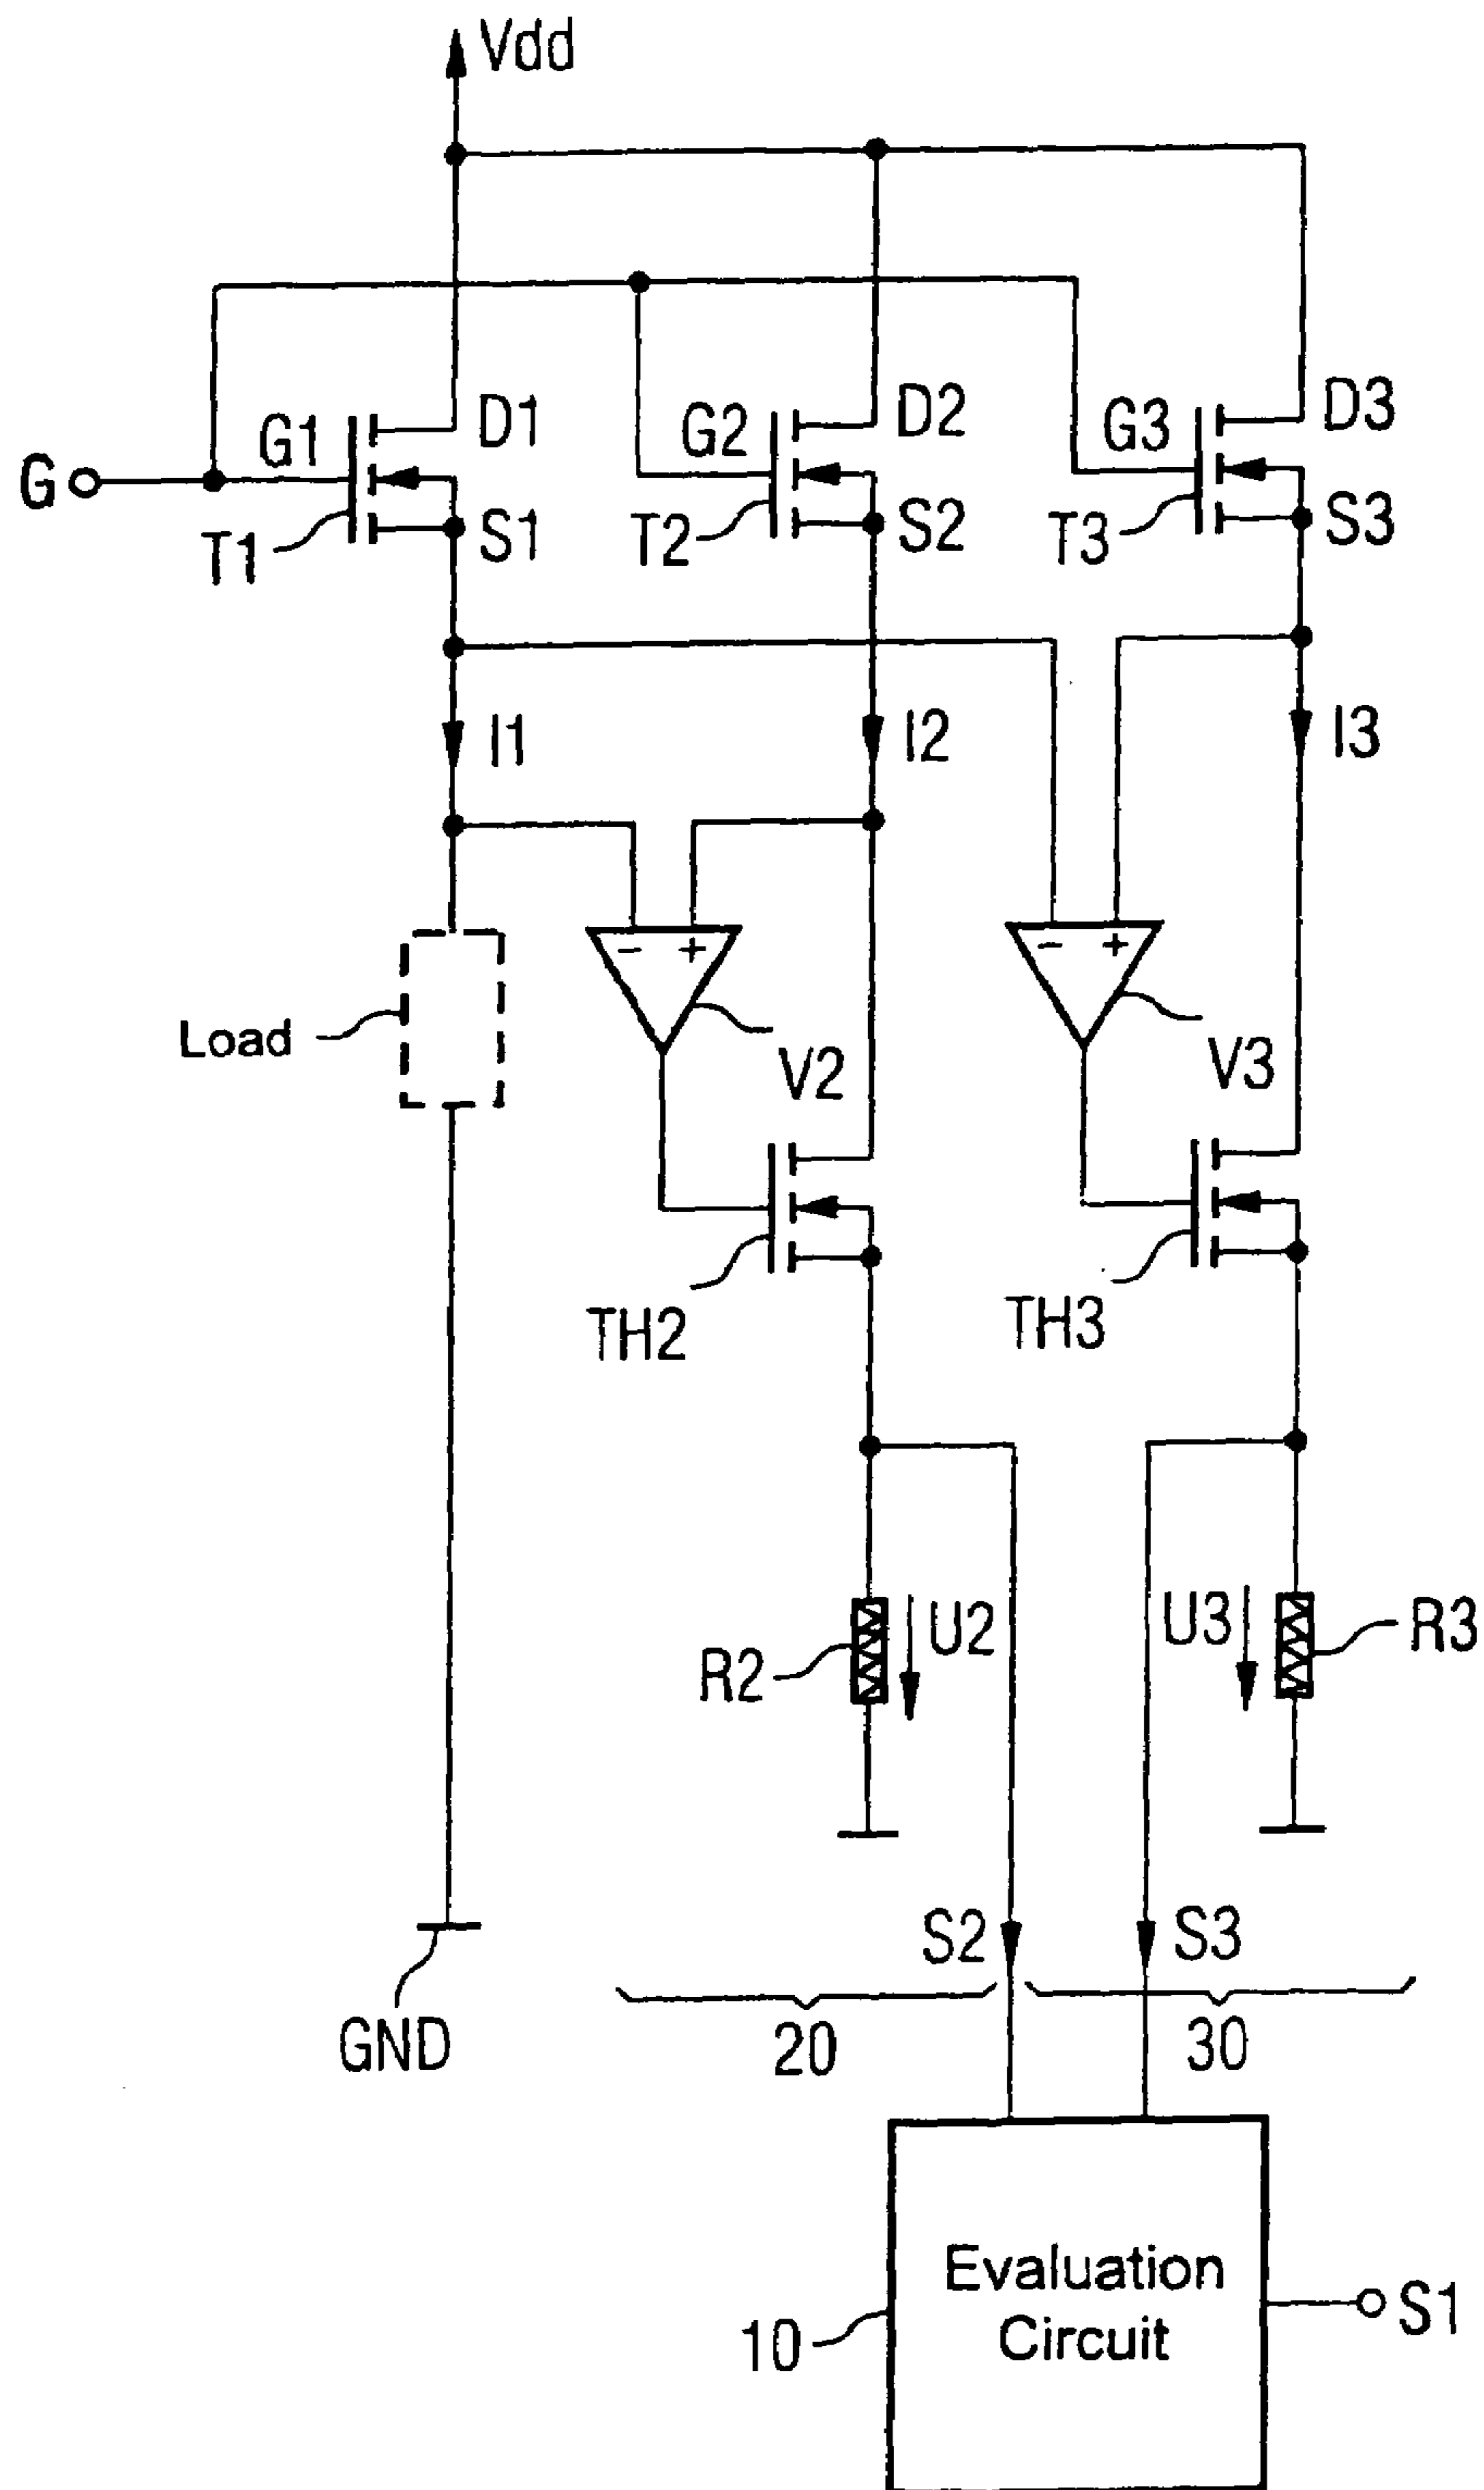 Vdd
G1
D1
G2
D2
G3
D3
G
T1
S1
T2
S2
T3
S3
I1
I2
I3
- +
- +
Load
V2
V3
TH2
TH3
U2
U3
R3
R2
S2
S3
GND
20
30
Evaluation
Circuit
10
S1